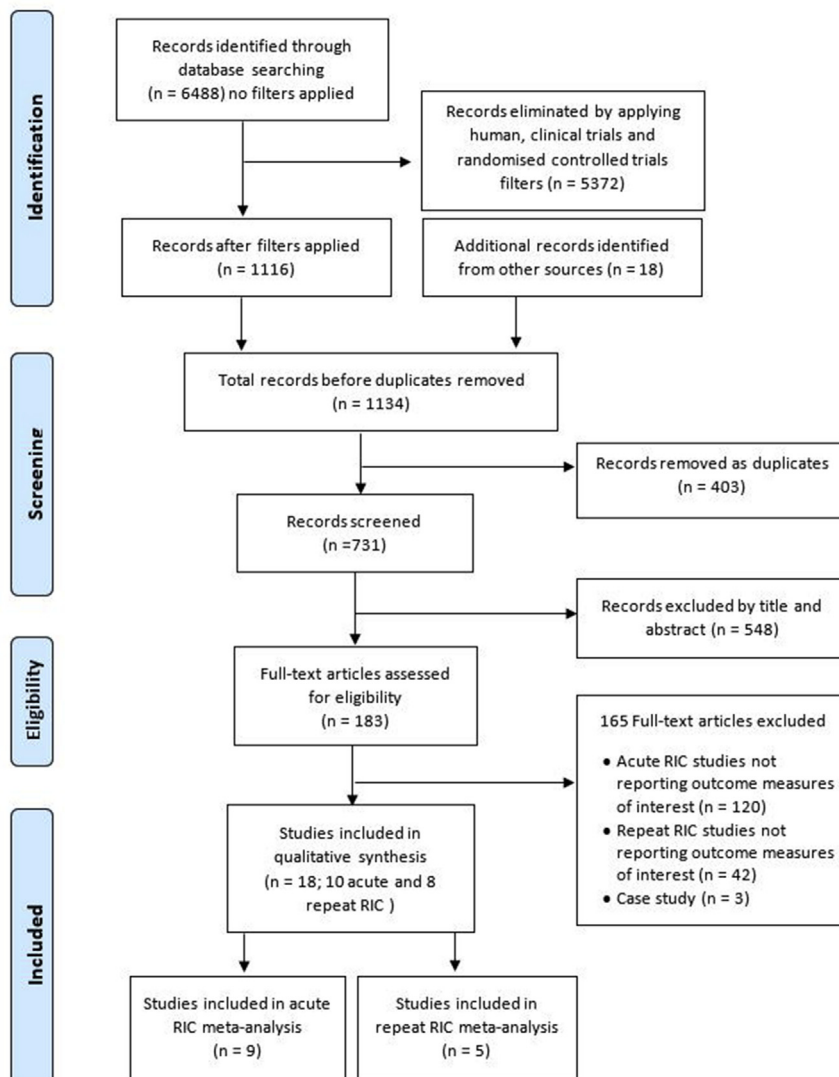 Identification
Records identified through
database searching
(n = 6488) no filters applied
Records eliminated by applying
human, clinical trials and
randomised controlled trials
filters (n = 5372)
Records after filters applied
(n = 1116)
Additional records identified
from other sources (n = 18)
Screening
Total records before duplicates removed
(n = 1134)
Records removed as duplicates
(n = 403)
Records screened
(n =731)
Records excluded by title and
abstract (n = 548)
Eligibility
Full-text articles assessed
for eligibility
(n = 183)
165 Full-text articles excluded
• Acute RIC studies not
reporting outcome measures
of interest (n = 120)
• Repeat RIC studies not
reporting outcome measures
of interest (n = 42)
• Case study (n = 3)
Included
Studies included in
qualitative synthesis
(n = 18; 10 acute and 8
repeat RIC )
Studies included in acute
RIC meta-analysis
(n = 9)
Studies included in
repeat RIC meta-analysis
(n = 5)